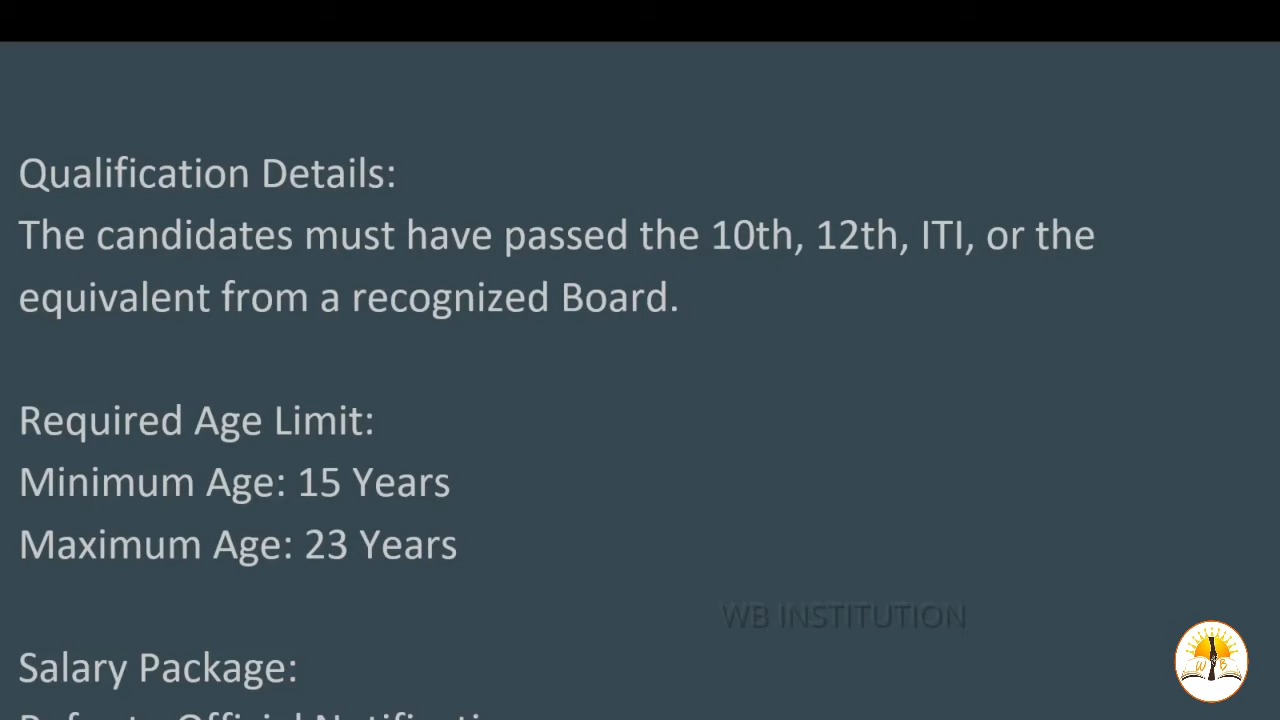 Qualification Details:
The candidates must have passed the 10th, 12th, ITI, or the
equivalent from a recognized Board.
Required Age Limit:
Minimum Age: 15 Years
Maximum Age: 23 Years
WB INSTITUTION
W B
Salary Package: